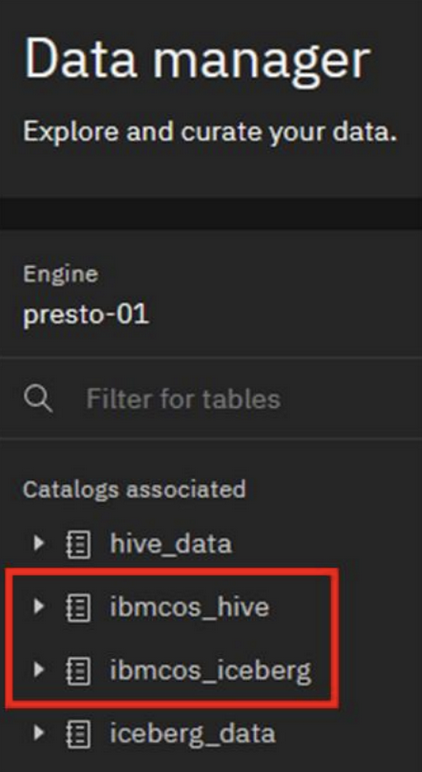 Data manager
Explore and curate your data.
Engine
presto-01
Filter for tables
Catalogs associated
hive_data
ibmcos_hive
ibmcos_iceberg
iceberg_data